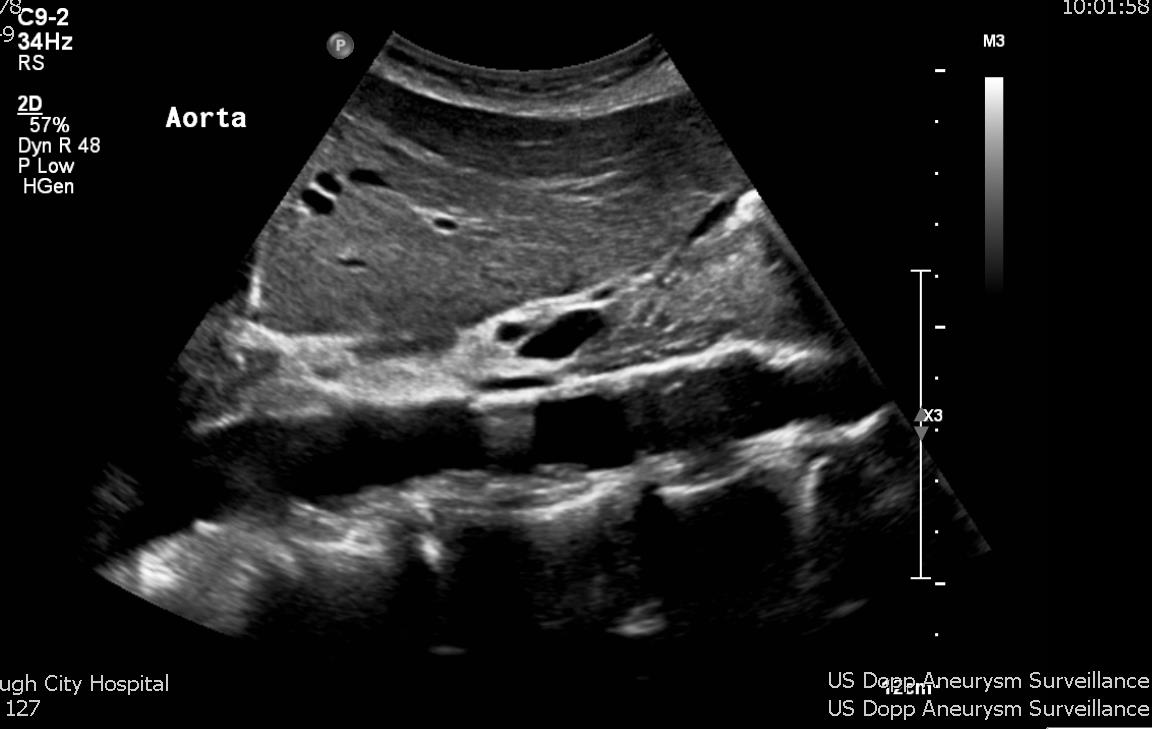 C9-2
34Hz
RS
2D
57%
Dyn R 48
P Low
HGen
P
Aorta
10:01:58
M3
X3
12cm
ugh City Hospital
127
US Dopp Aneurysm Surveillance
US Dopp Aneurysm Surveillance